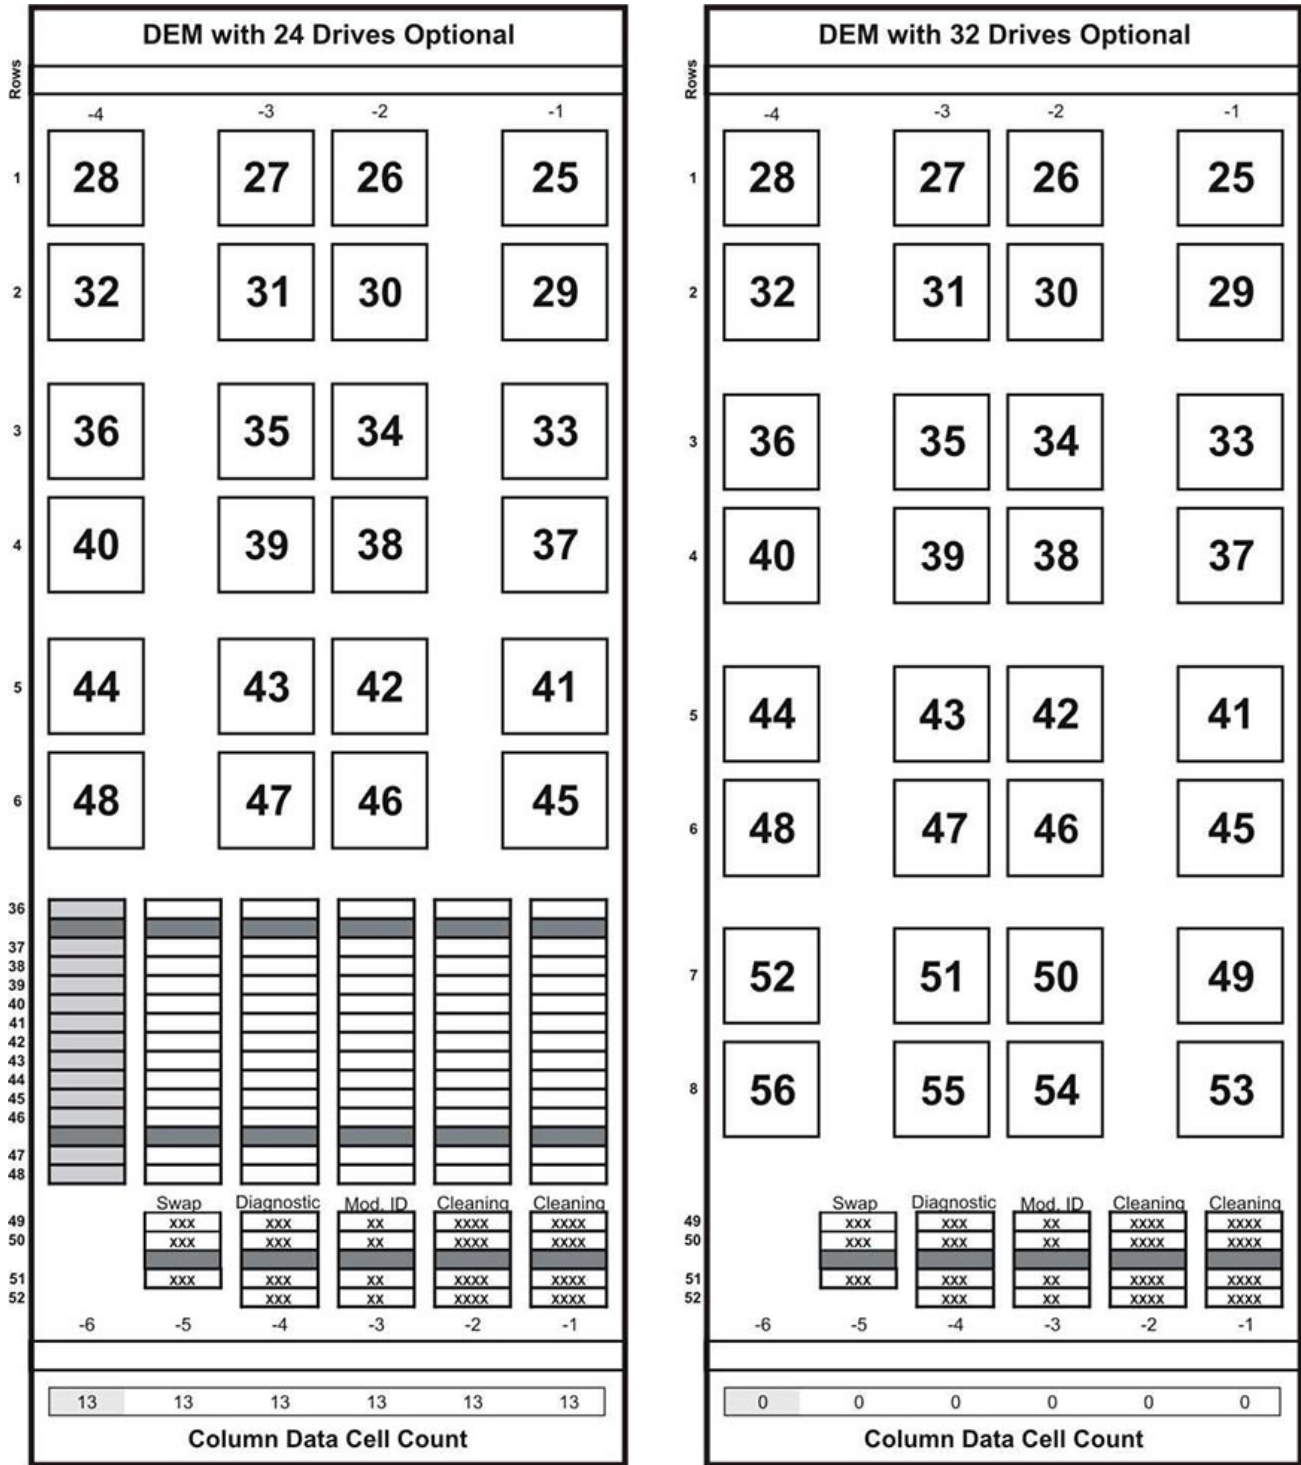 DEM with 24 Drives Optional
Rows
-4 -3 -2 -1
1 28 27 26 25
2 32 31 30 29
3 36 35 34 33
4 40 39 38 37
5 44 43 42 41
6 48 47 46 45
36
37
38
39
40
41
42
43
44
45
46
47
48
Swap Diagnostic Mod. ID Cleaning Cleaning
49 xxx xxx xx xxxx xxxx
50 xxx xxx xx xxxx xxxx
51 xxx xxx xx xxxx xxxx
52 xxx xx xxxx xxxx
-6 -5 -4 -3 -2 -1
13 13 13 13 13 13
Column Data Cell Count
DEM with 32 Drives Optional
Rows
-4 -3 -2 -1
1 28 27 26 25
2 32 31 30 29
3 36 35 34 33
4 40 39 38 37
5 44 43 42 41
6 48 47 46 45
7 52 51 50 49
8 56 55 54 53
Swap Diagnostic Mod. ID Cleaning Cleaning
49 xxx xxx xx xxxx xxxx
50 xxx xxx xx xxxx xxxx
51 xxx xxx xx xxxx xxxx
52 xxx xx xxxx xxxx
-6 -5 -4 -3 -2 -1
0 0 0 0 0 0
Column Data Cell Count